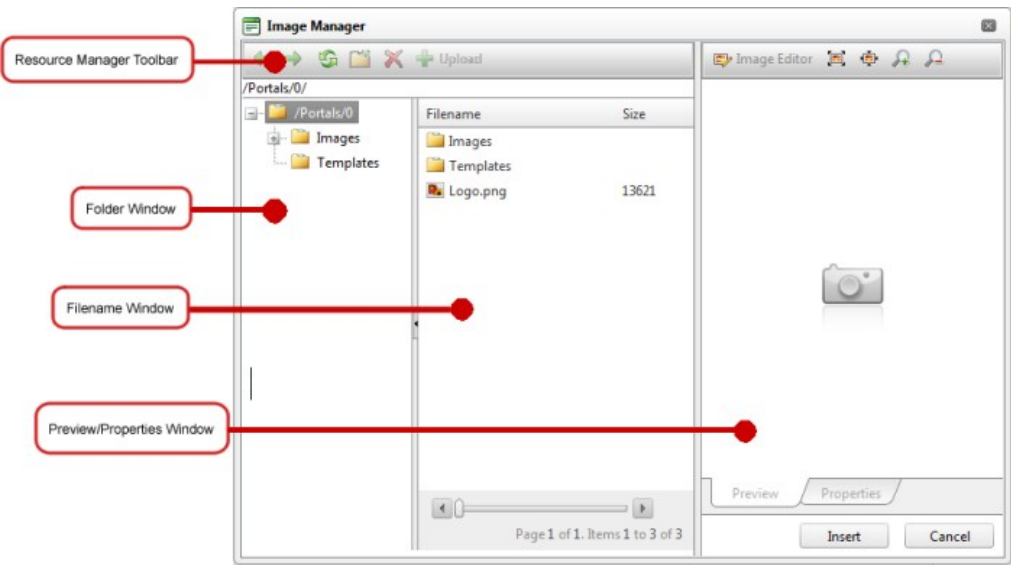 Image Manager
Resource Manager Toolbar
Upload
Image Editor
/Portals/0/
/Portals/0
Images
Templates
Filename Size
Images
Templates
Logo.png 13621
Folder Window
Filename Window
Preview/Properties Window
Preview Properties
Page 1 of 1. Items 1 to 3 of 3
Insert Cancel